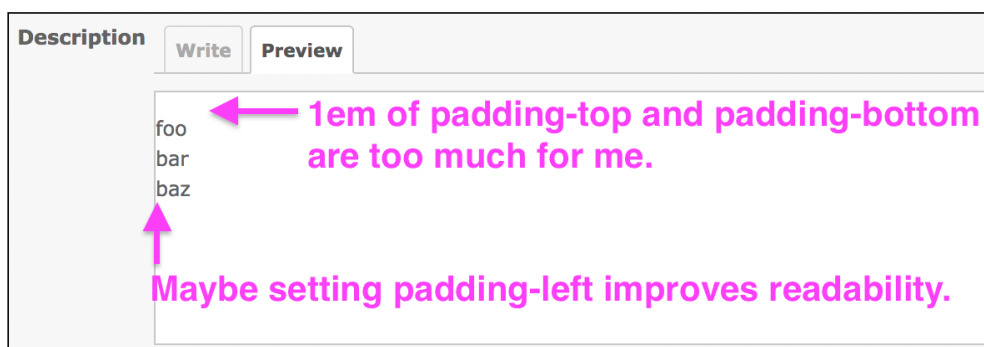 Description
Write
Preview
1em of padding-top and padding-bottom
are too much for me.
foo
bar
baz
Maybe setting padding-left improves readability.